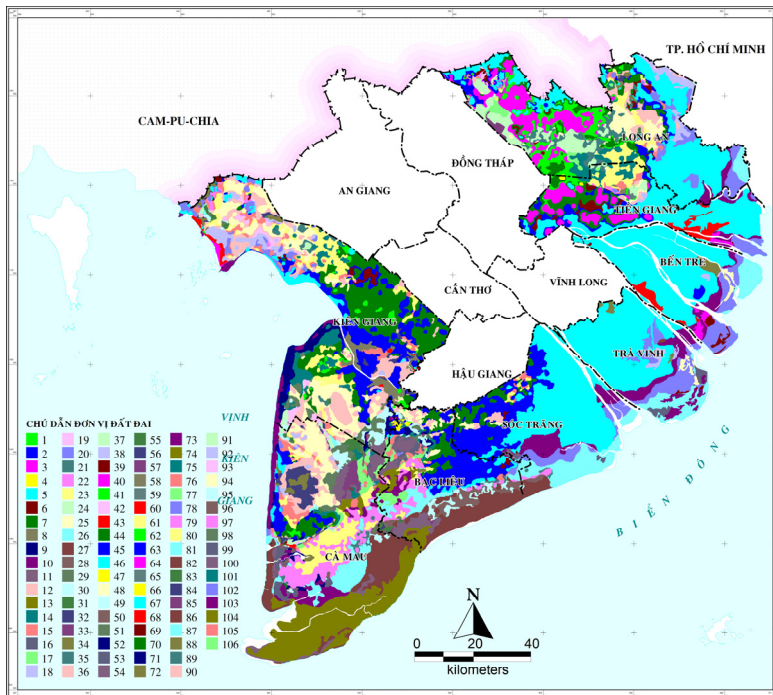 TP. HỒ CHÍ MINH
CAM-PU-CHIA
LONG AN
ĐỒNG THÁP
AN GIANG
TIỀN GIANG
BẾN TRE
VĨNH LONG
CẦN THƠ
KIÊN GIANG
TRÀ VINH
HẬU GIANG
SÓC TRĂNG
BẠC LIÊU
CÀ MAU
VỊNH
KIÊN
GIANG
BIỂN ĐÔNG
CHÚ DẪN ĐƠN VỊ ĐẤT ĐAI
1 19 37 55 73 91
2 20 38 56 74 92
3 21 39 57 75 93
4 22 40 58 76 94
5 23 41 59 77 95
6 24 42 60 78 96
7 25 43 61 79 97
8 26 44 62 80 98
9 27 45 63 81 99
10 28 46 64 82 100
11 29 47 65 83 101
12 30 48 66 84 102
13 31 49 67 85 103
14 32 50 68 86 104
15 33 51 69 87 105
16 34 52 70 88 106
17 35 53 71 89
18 36 54 72 90
N
0 20 40
kilometers